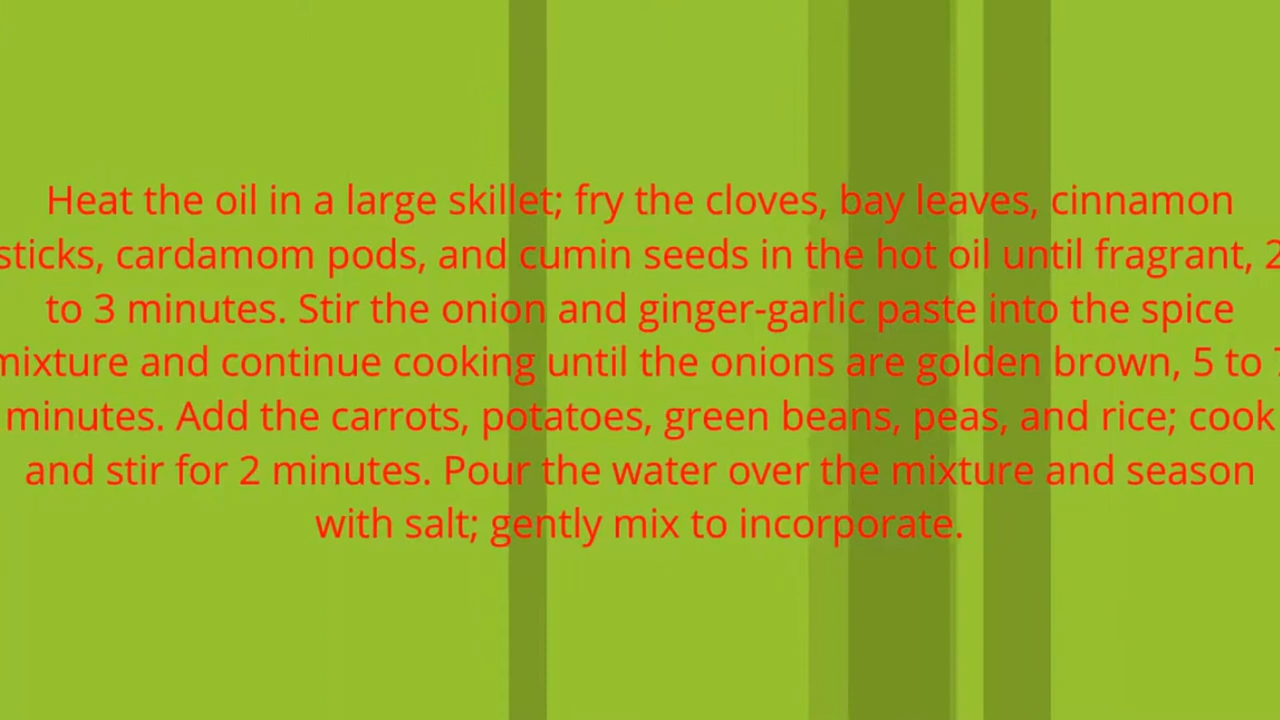 Heat the oil in a large skillet; fry the cloves, bay leaves, cinnamon
sticks, cardamom pods, and cumin seeds in the hot oil until fragrant, 2
to 3 minutes. Stir the onion and ginger-garlic paste into the spice
mixture and continue cooking until the onions are golden brown, 5 to 7
minutes. Add the carrots, potatoes, green beans, peas, and rice; cook
and stir for 2 minutes. Pour the water over the mixture and season
with salt; gently mix to incorporate.